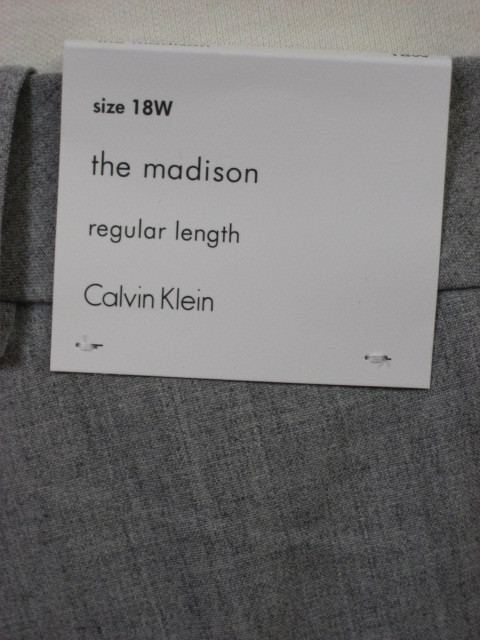 size 18W
the madison
regular length
Calvin Klein